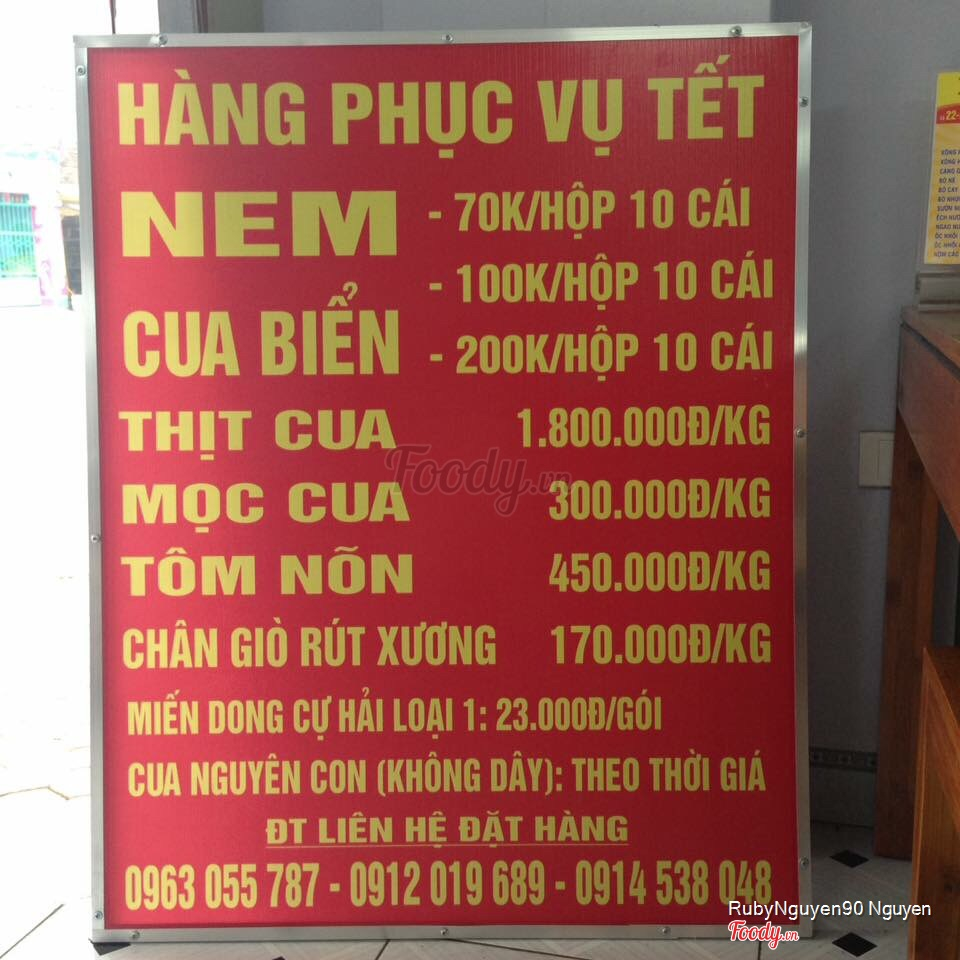 HÀNG PHỤC VỤ TẾT
NEM - 70K/HỘP 10 CÁI
- 100K/HỘP 10 CÁI
CUA BIỂN - 200K/HỘP 10 CÁI
THỊT CUA 1.800.000Đ/KG
MỌC CUA 300.000Đ/KG
TÔM NÕN 450.000Đ/KG
CHÂN GIÒ RÚT XƯƠNG 170.000Đ/KG
MIẾN DONG CỰ HẢI LOẠI 1: 23.000Đ/GÓI
CUA NGUYÊN CON (KHÔNG DÂY): THEO THỜI GIÁ
ĐT LIÊN HỆ ĐẶT HÀNG
0963 055 787 - 0912 019 689 - 0914 538 048
Foody.vn
RubyNguyen90 Nguyen
Foody.vn